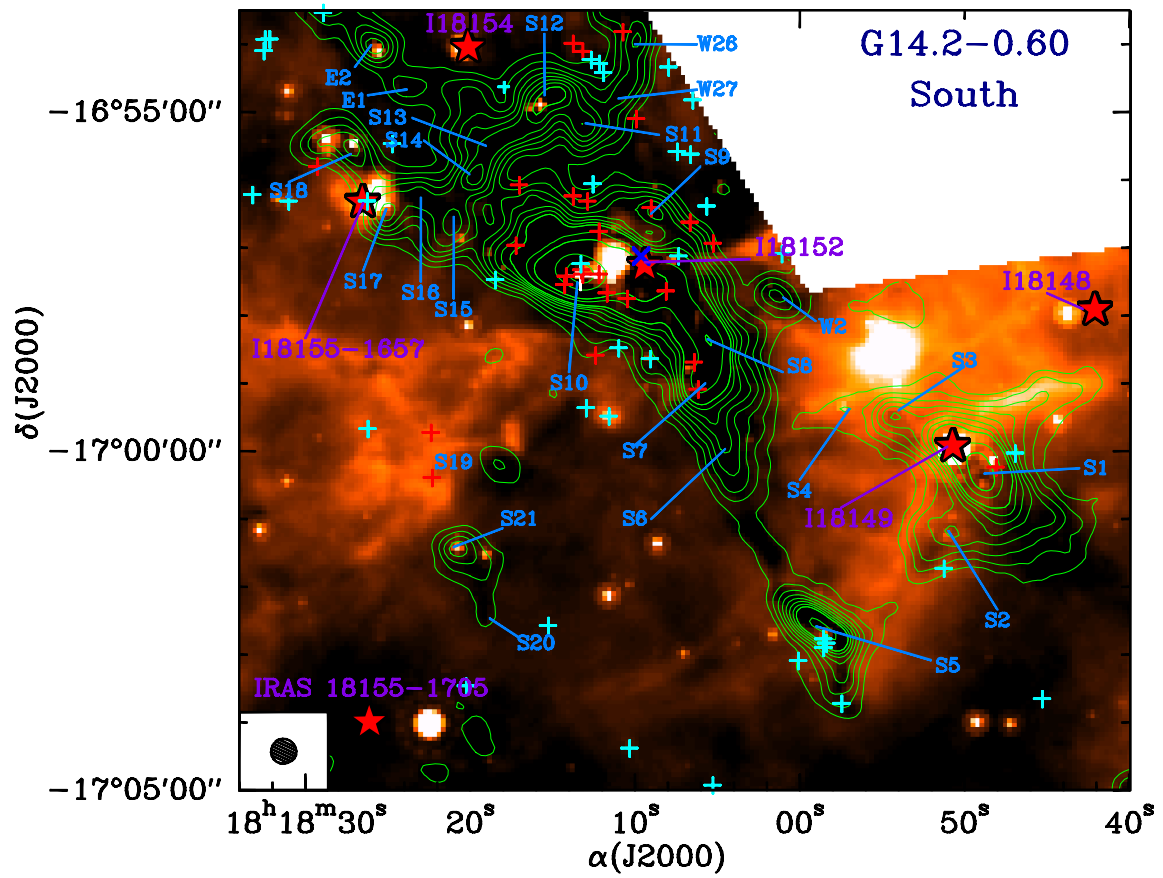 I18154
S12
W26
G14.2−0.60
South
E2
E1
W27
−16°55′00″
S13
S14
S11
S9
S18
I18152
I18148
S17
S16
S15
W2
I18155−1657
S10
S8
S3
δ(J2000)
S7
−17°00′00″
S19
S4
S1
S6
I18149
S21
S2
S20
S5
IRAS 18155−1705
−17°05′00″
18ʰ18ᵐ30ˢ 20ˢ 10ˢ 00ˢ 50ˢ 40ˢ
α(J2000)